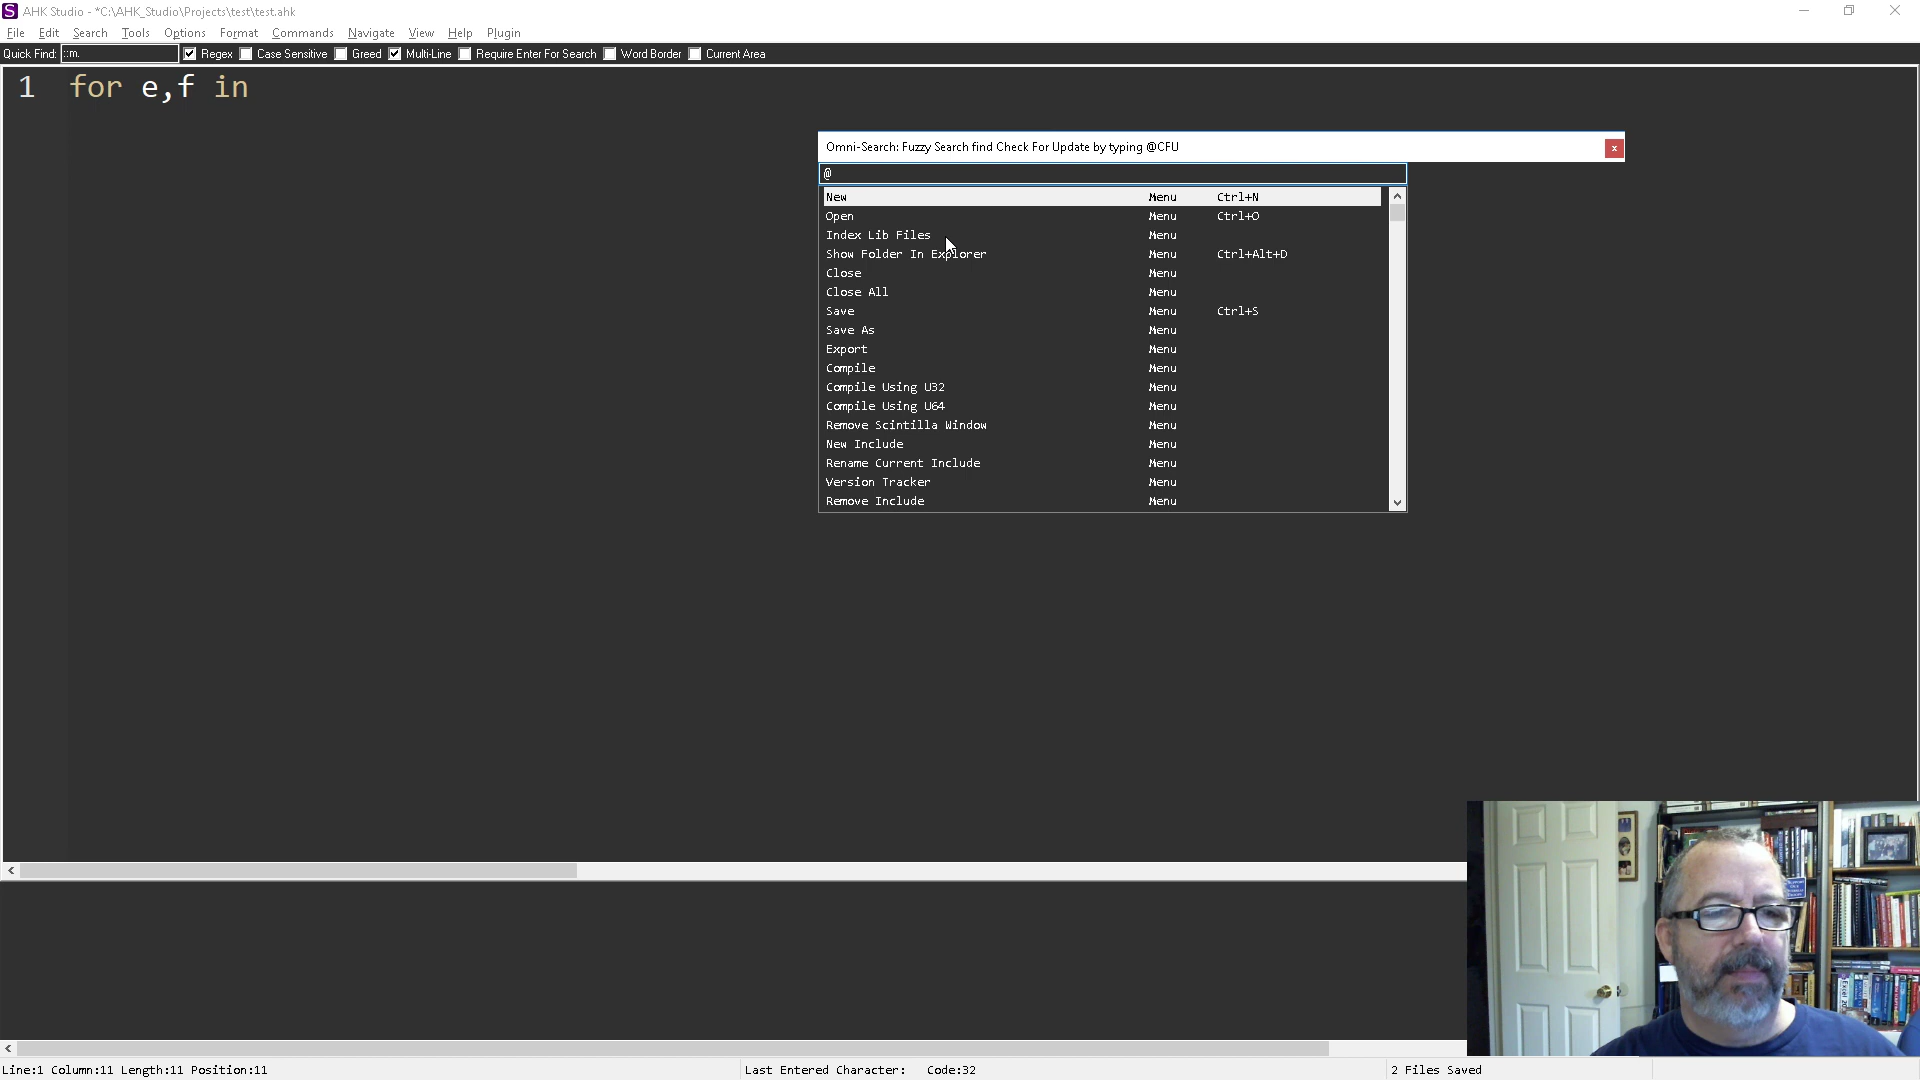 AHK Studio - *C:\AHK_Studio\Projects\test\test.ahk
File Edit Search Tools Options Format Commands Navigate View Help Plugin
Quick Find: ::m. Regex Case Sensitive Greed Multi-Line Require Enter For Search Word Border Current Area
1 for e,f in
Omni-Search: Fuzzy Search find Check For Update by typing @CFU
x
@
New Menu Ctrl+N
Open Menu Ctrl+O
Index Lib Files Menu
Show Folder In Explorer Menu Ctrl+Alt+D
Close Menu
Close All Menu
Save Menu Ctrl+S
Save As Menu
Export Menu
Compile Menu
Compile Using U32 Menu
Compile Using U64 Menu
Remove Scintilla Window Menu
New Include Menu
Rename Current Include Menu
Version Tracker Menu
Remove Include Menu
Line:1 Column:11 Length:11 Position:11 Last Entered Character: Code:32 2 Files Saved